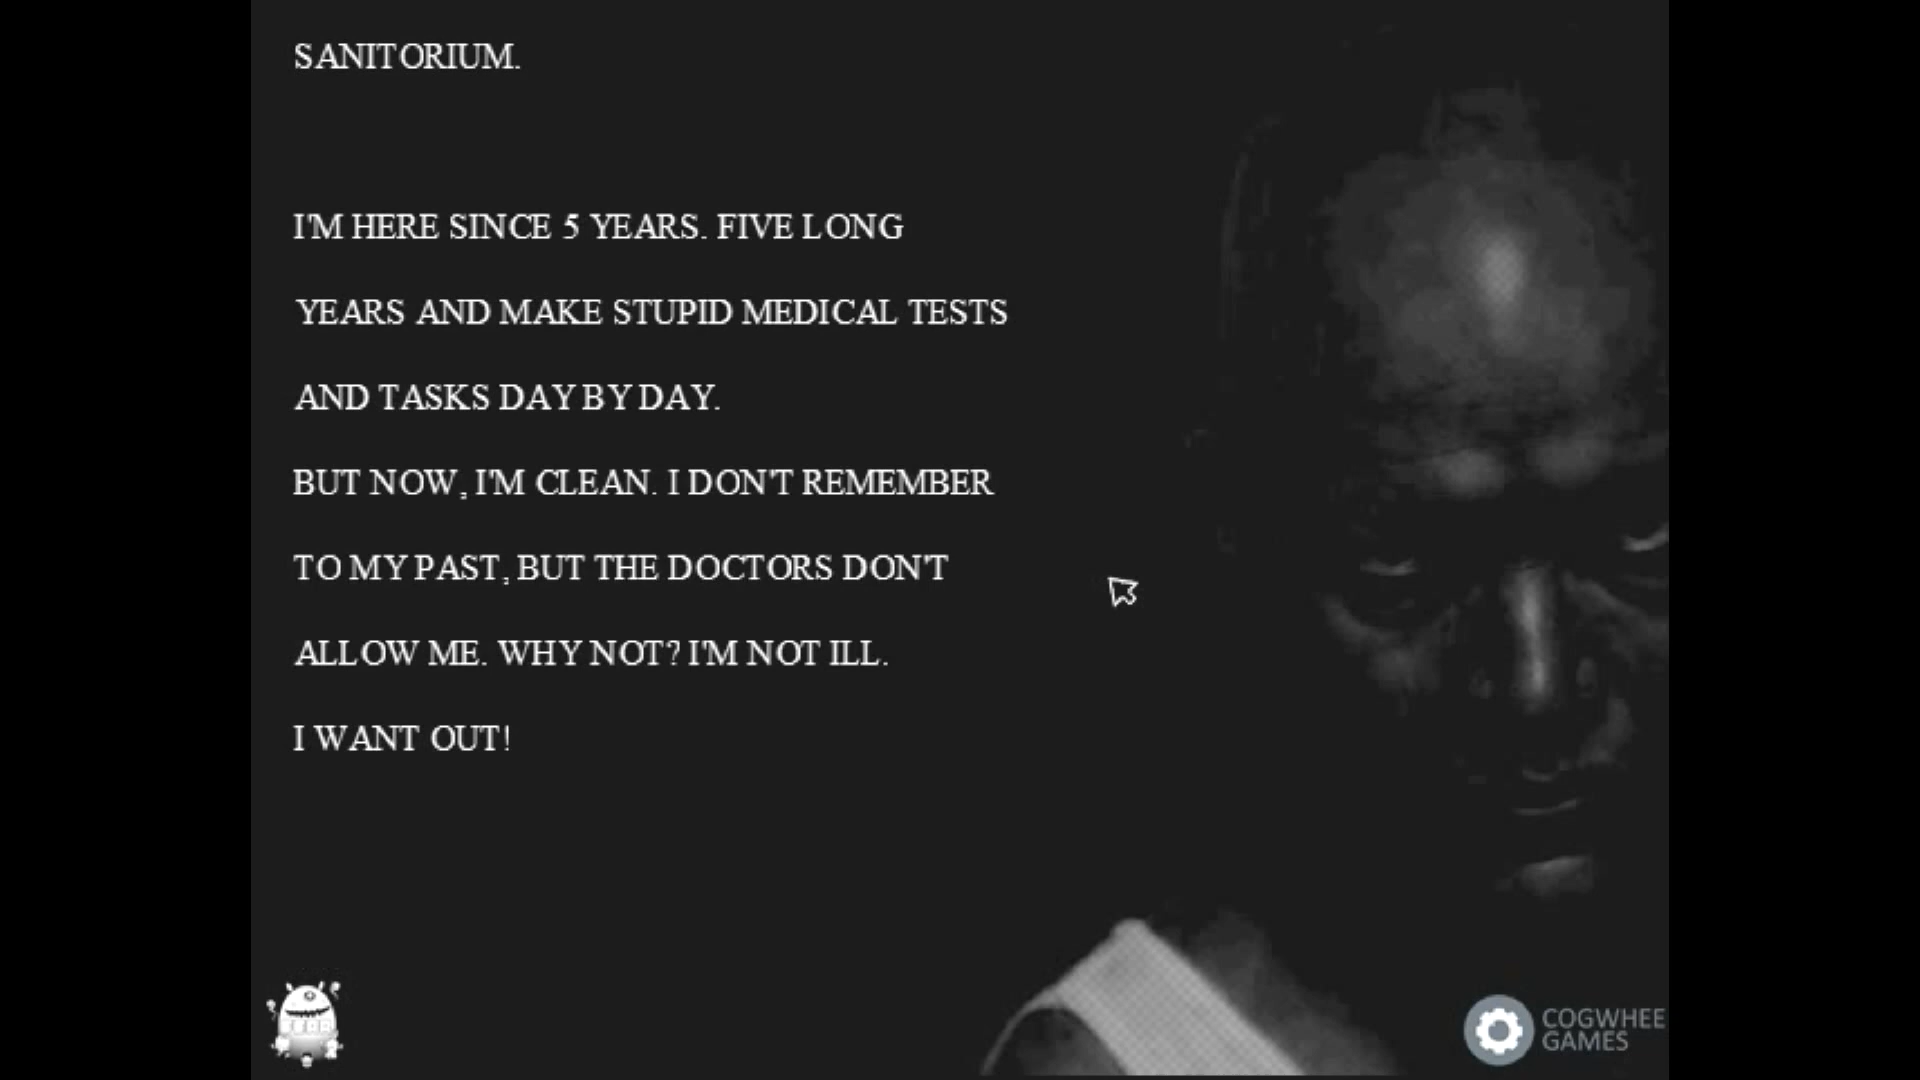 SANITORIUM.
I'M HERE SINCE 5 YEARS. FIVE LONG
YEARS AND MAKE STUPID MEDICAL TESTS
AND TASKS DAY BY DAY.
BUT NOW, I'M CLEAN. I DON'T REMEMBER
TO MY PAST, BUT THE DOCTORS DON'T
ALLOW ME. WHY NOT? I'M NOT ILL.
I WANT OUT!
COGWHEE
GAMES